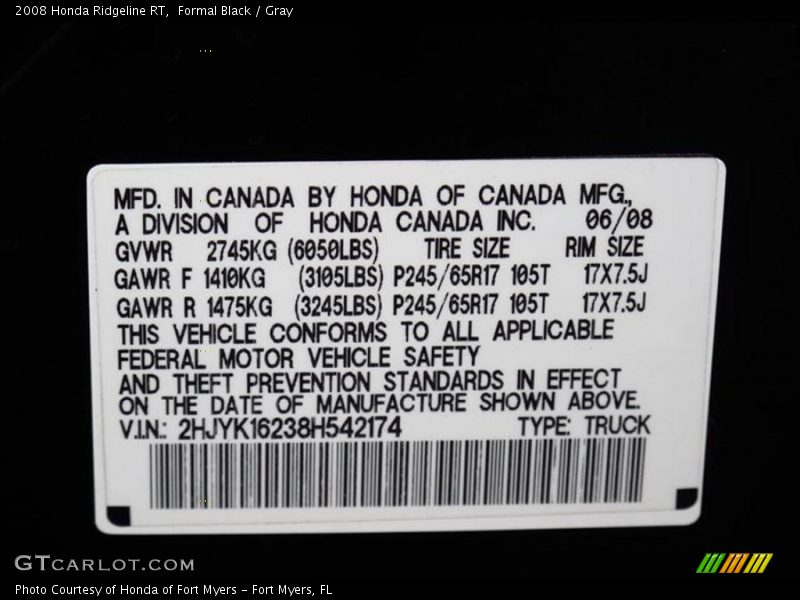 2008 Honda Ridgeline RT,  Formal Black / Gray
MFD. IN CANADA BY HONDA OF CANADA MFG.,
A DIVISION OF HONDA CANADA INC. 06/08
GVWR 2745KG (6050LBS) TIRE SIZE RIM SIZE
GAWR F 1410KG (3105LBS) P245/65R17 105T 17X7.5J
GAWR R 1475KG (3245LBS) P245/65R17 105T 17X7.5J
THIS VEHICLE CONFORMS TO ALL APPLICABLE
FEDERAL MOTOR VEHICLE SAFETY
AND THEFT PREVENTION STANDARDS IN EFFECT
ON THE DATE OF MANUFACTURE SHOWN ABOVE.
V.I.N.: 2HJYK16238H542174 TYPE: TRUCK
GTCARLOT.COM
Photo Courtesy of Honda of Fort Myers - Fort Myers, FL